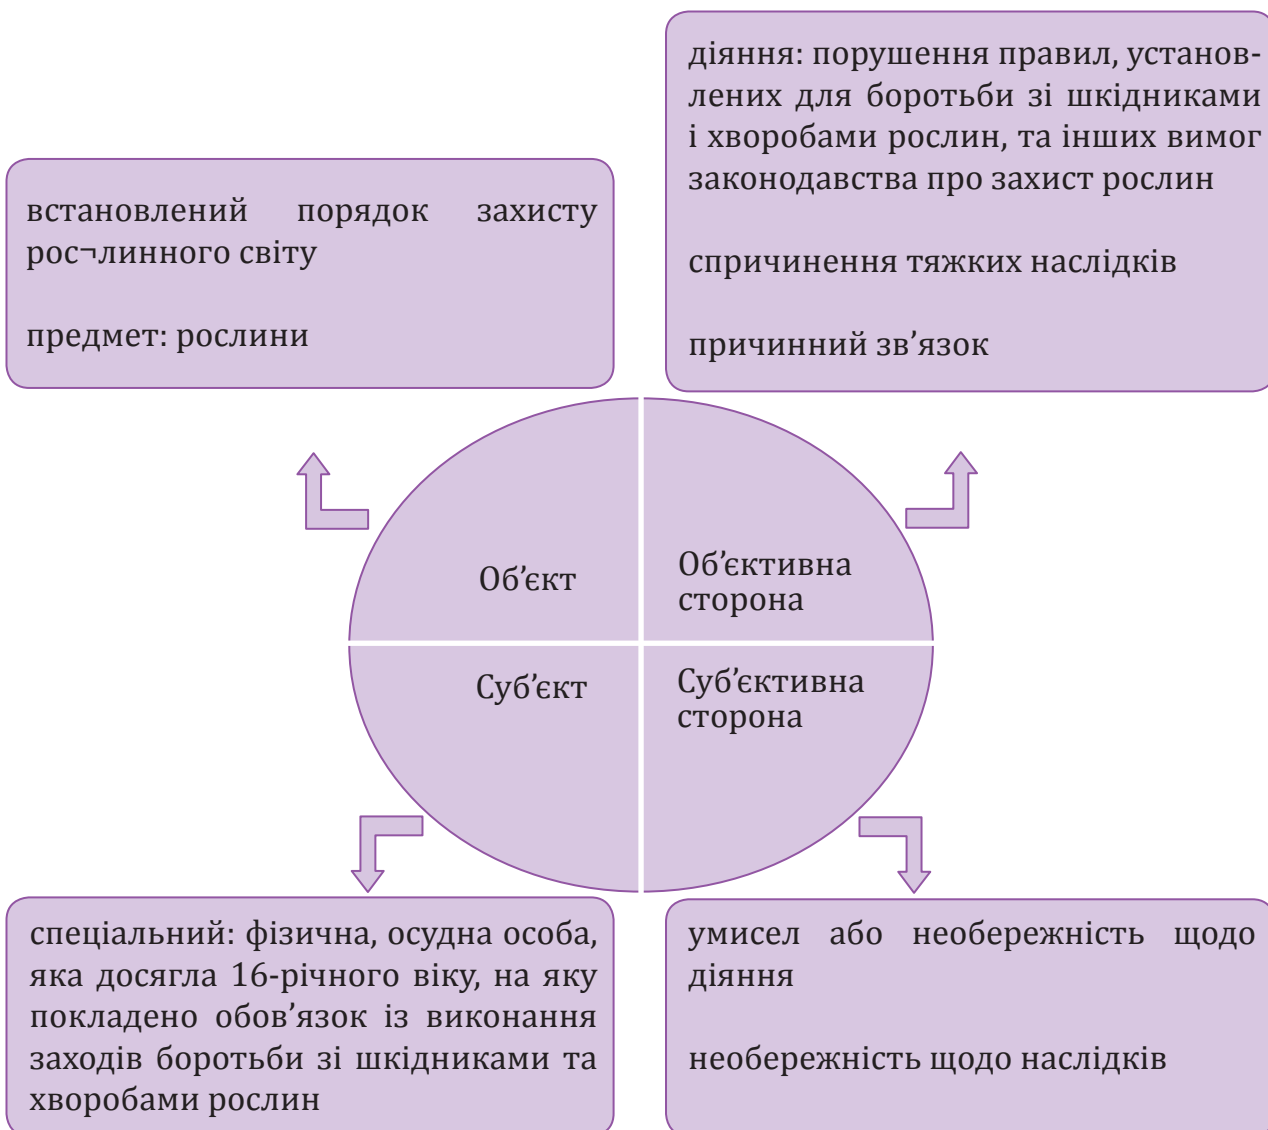 встановлений порядок захисту
рос¬линного світу
предмет: рослини
діяння: порушення правил, установ-
лених для боротьби зі шкідниками
і хворобами рослин, та інших вимог
законодавства про захист рослин
спричинення тяжких наслідків
причинний зв’язок
Об’єкт
Об’єктивна
сторона
Суб’єкт
Суб’єктивна
сторона
спеціальний: фізична, осудна особа,
яка досягла 16-річного віку, на яку
покладено обов’язок із виконання
заходів боротьби зі шкідниками та
хворобами рослин
умисел або необережність щодо
діяння
необережність щодо наслідків